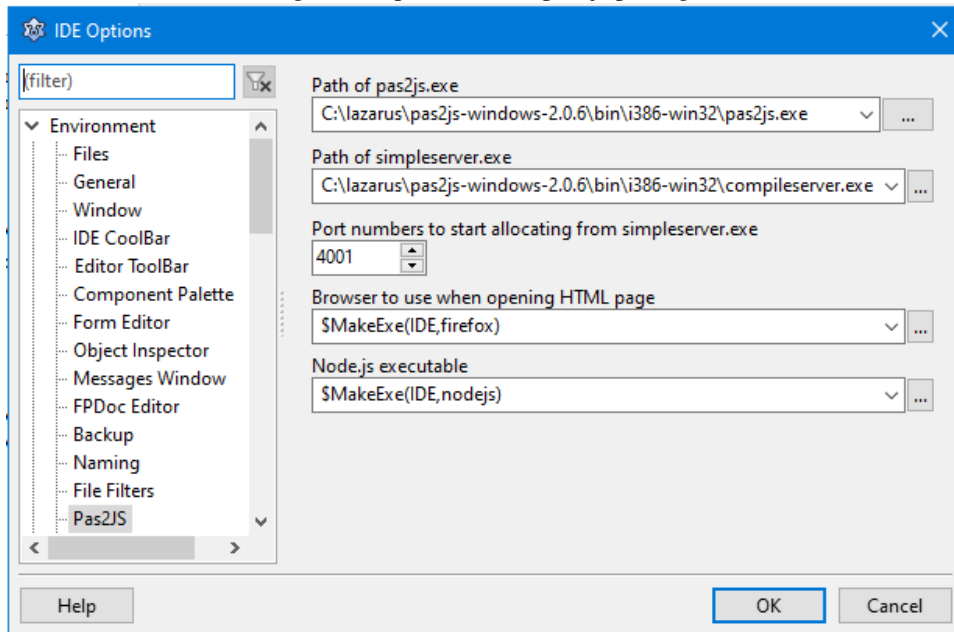 IDE Options
(filter)
Environment
Files
General
Window
IDE CoolBar
Editor ToolBar
Component Palette
Form Editor
Object Inspector
Messages Window
FPDoc Editor
Backup
Naming
File Filters
Pas2JS
Path of pas2js.exe
C:\lazarus\pas2js-windows-2.0.6\bin\i386-win32\pas2js.exe
...
Path of simpleserver.exe
C:\lazarus\pas2js-windows-2.0.6\bin\i386-win32\compileserver.exe
...
Port numbers to start allocating from simpleserver.exe
4001
Browser to use when opening HTML page
$MakeExe(IDE,firefox)
...
Node.js executable
$MakeExe(IDE,nodejs)
...
Help
OK
Cancel